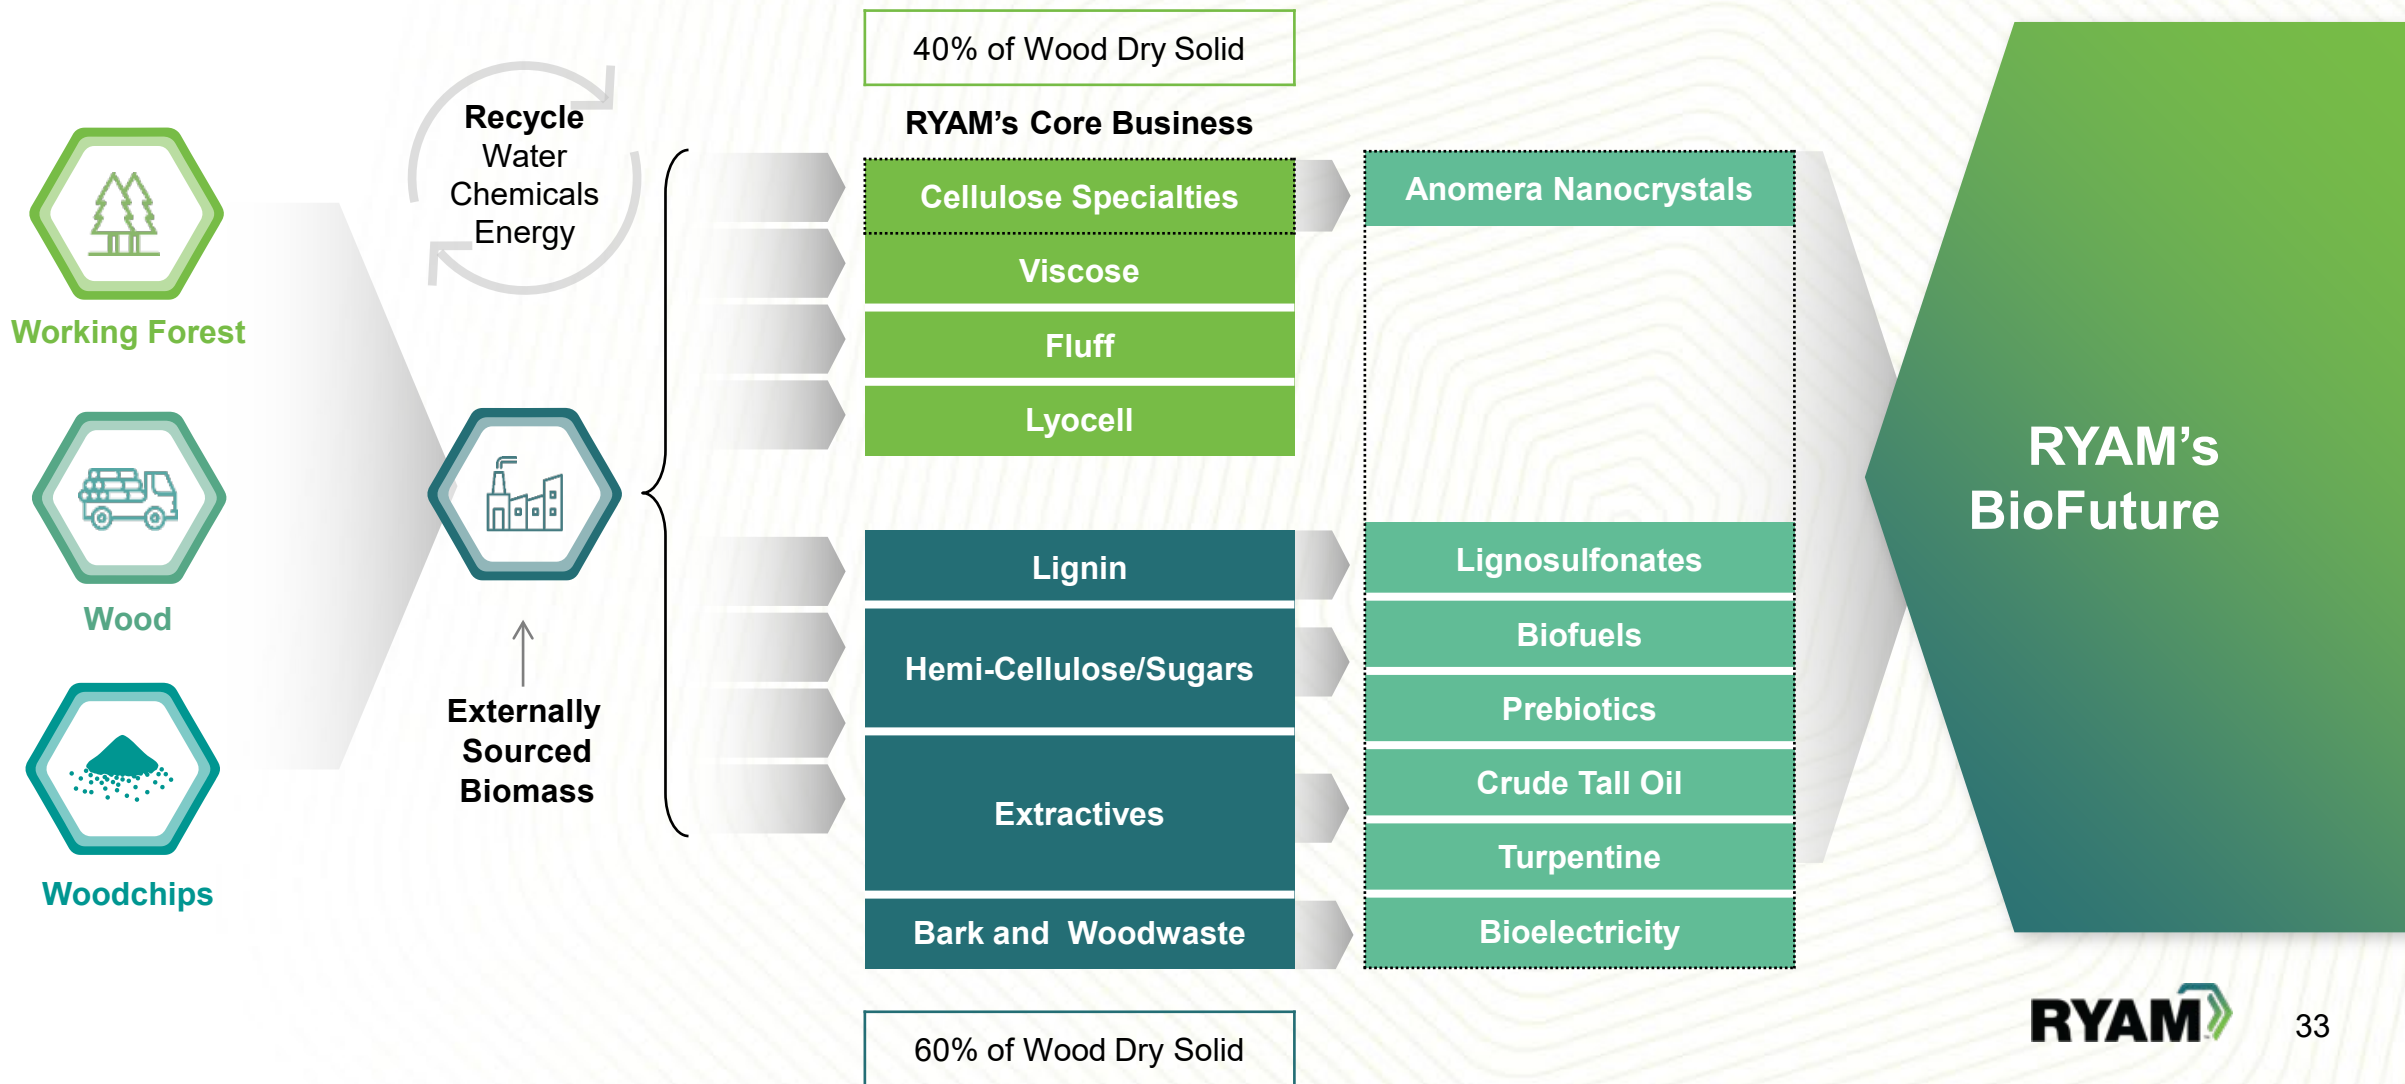 40% of Wood Dry Solid
Recycle
Water
Chemicals
Energy
RYAM’s Core Business
Working Forest
Wood
Woodchips
Externally
Sourced
Biomass
Cellulose Specialties
Viscose
Fluff
Lyocell
Lignin
Hemi-Cellulose/Sugars
Extractives
Bark and  Woodwaste
60% of Wood Dry Solid
Anomera Nanocrystals
Lignosulfonates
Biofuels
Prebiotics
Crude Tall Oil
Turpentine
Bioelectricity
RYAM’s
BioFuture
RYAM
33